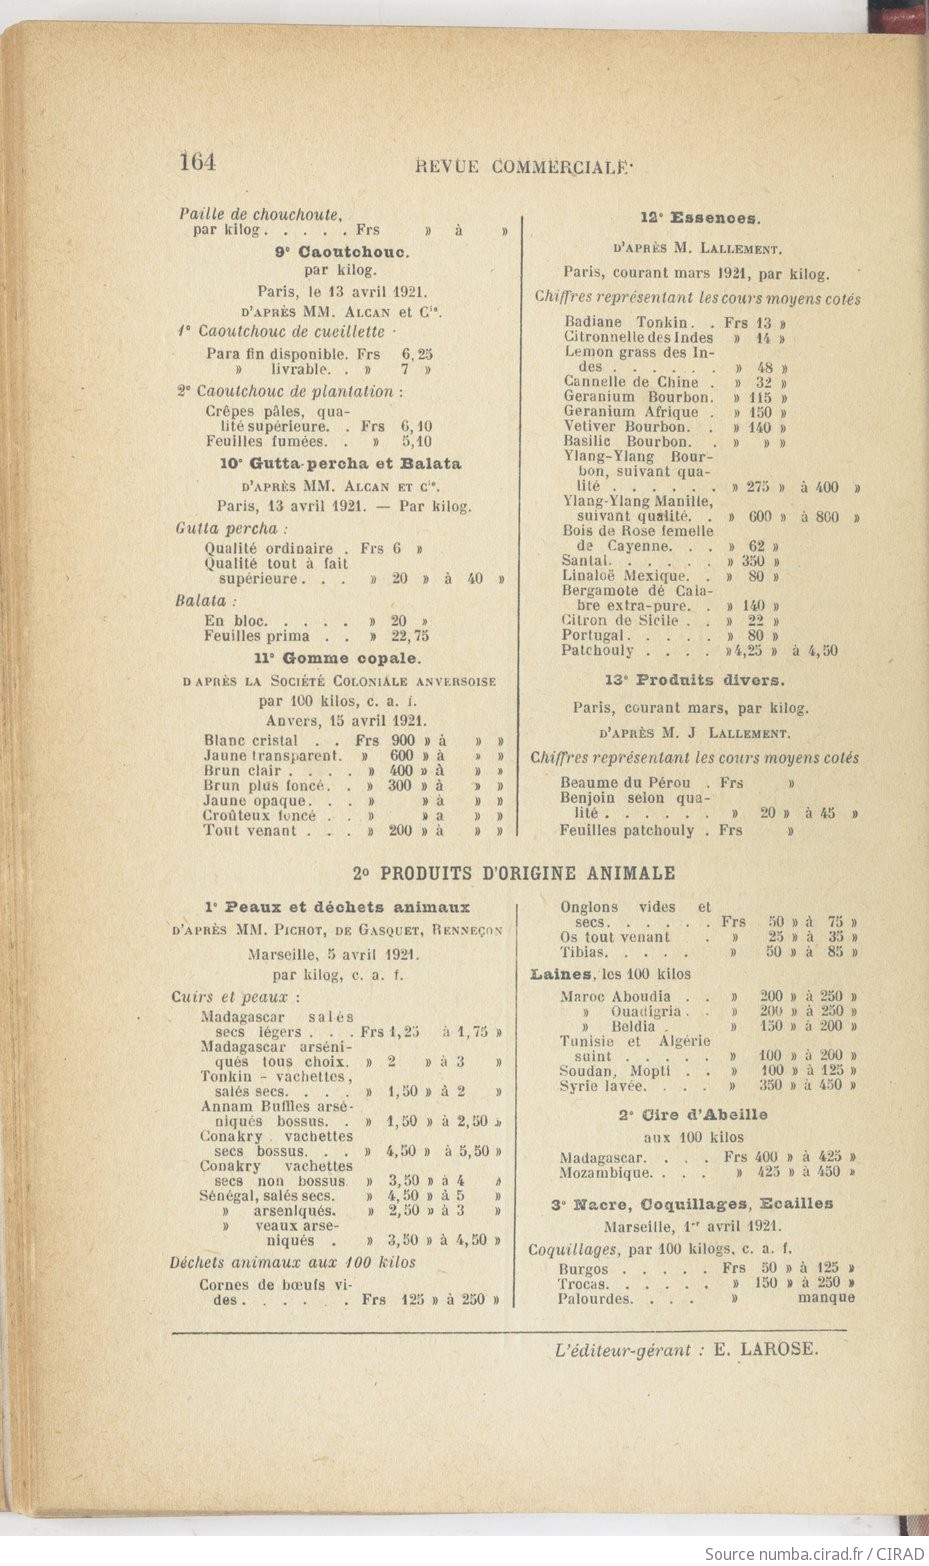 164
REVUE COMMERCIALE
Paille de chouchoute,
par kilog. . . . . Frs » à »
9° Caoutchouc.
par kilog.
Paris, le 13 avril 1921.
D'APRÈS MM. ALCAN et Cie.
1° Caoutchouc de cueillette
Para fin disponible. Frs 6,25
» livrable. . » 7 »
2° Caoutchouc de plantation :
Crêpes pâles, qua-
lité supérieure. . Frs 6,10
Feuilles fumées. . » 5,10
10° Gutta-percha et Balata
D'APRÈS MM. ALCAN ET Cie.
Paris, 13 avril 1921. — Par kilog.
Gutta percha :
Qualité ordinaire . Frs 6 »
Qualité tout à fait
supérieure . . . » 20 » à 40 »
Balata :
En bloc. . . . . » 20 »
Feuilles prima . . » 22,75
11° Gomme copale.
D APRÈS LA SOCIÉTÉ COLONIALE ANVERSOISE
par 100 kilos, c. a. f.
Anvers, 15 avril 1921.
Blanc cristal . . Frs 900 » à » »
Jaune transparent. » 600 » à » »
Brun clair . . . . » 400 » à » »
Brun plus foncé. . » 300 » à » »
Jaune opaque. . . » » à » »
Croûteux foncé . . » » a » »
Tout venant . . . » 200 » à » »
12° Essences.
D'APRÈS M. LALLEMENT.
Paris, courant mars 1921, par kilog.
Chiffres représentant les cours moyens cotés
Badiane Tonkin. . Frs 13 »
Citronnelle des Indes » 14 »
Lemon grass des In-
des . . . . . . » 48 »
Cannelle de Chine . » 32 »
Geranium Bourbon. » 115 »
Geranium Afrique . » 150 »
Vetiver Bourbon. . » 140 »
Basilic Bourbon. . » » »
Ylang-Ylang Bour-
bon, suivant qua-
lité . . . . . . » 275 » à 400 »
Ylang-Ylang Manille,
suivant qualité. . » 600 » à 800 »
Bois de Rose femelle
de Cayenne. . . » 62 »
Santal. . . . . . » 350 »
Linaloë Mexique. . » 80 »
Bergamote dé Cala-
bre extra-pure. . » 140 »
Citron de Sicile . . » 22 »
Portugal . . . . . » 80 »
Patchouly . . . . » 4,25 » à 4,50
13° Produits divers.
Paris, courant mars, par kilog.
D'APRÈS M. J LALLEMENT.
Chiffres représentant les cours moyens cotés
Beaume du Pérou . Frs »
Benjoin selon qua-
lité . . . . . . » 20 » à 45 »
Feuilles patchouly . Frs »
2° PRODUITS D'ORIGINE ANIMALE
1° Peaux et déchets animaux
D'APRÈS MM. PICHOT, DE GASQUET, RENNEÇON
Marseille, 5 avril 1921.
par kilog, c. a. f.
Cuirs et peaux :
Madagascar salés
secs légers . . . Frs 1,25 à 1,75 »
Madagascar arséni-
qués tous choix. » 2 » à 3 »
Tonkin - vachettes,
salés secs. . . . » 1,50 » à 2 »
Annam Buffles arsé-
niqués bossus. . » 1,50 » à 2,50 »
Conakry vachettes
secs bossus. . . » 4,50 » à 5,50 »
Conakry vachettes
secs non bossus » 3,50 » à 4 »
Sénégal, salés secs. » 4,50 » à 5 »
» arseniqués. » 2,50 » à 3 »
» veaux arse-
niqués . » 3,50 » à 4,50 »
Déchets animaux aux 100 kilos
Cornes de bœufs vi-
des . . . . . . Frs 125 » à 250 »
Onglons vides et
secs. . . . . . Frs 50 » à 75 »
Os tout venant . » 25 » à 35 »
Tibias. . . . . » 50 » à 85 »
Laines, les 100 kilos
Maroc Aboudia . . » 200 » à 250 »
» Ouadigria . . » 200 » à 250 »
» Beldia . » 150 » à 200 »
Tunisie et Algérie
suint . . . . . » 100 » à 200 »
Soudan, Mopti . . » 100 » à 125 »
Syrie lavée. . . . » 350 » à 450 »
2° Cire d'Abeille
aux 100 kilos
Madagascar. . . . Frs 400 » à 425 »
Mozambique. . . . » 425 » à 450 »
3° Nacre, Coquillages, Ecailles
Marseille, 1er avril 1921.
Coquillages, par 100 kilogs, c. a. f.
Burgos . . . . . Frs 50 » à 125 »
Trocas. . . . . . » 150 » à 250 »
Palourdes. . . . » manque
L'éditeur-gérant : E. LAROSE.
Source numba.cirad.fr / CIRAD